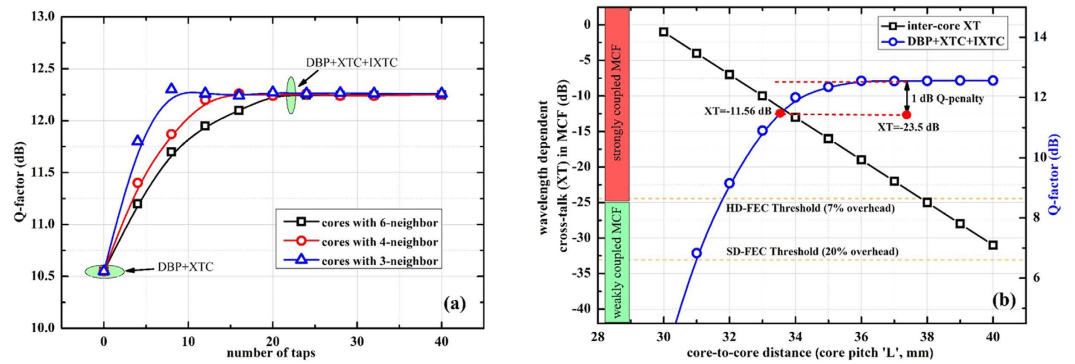 12.5
12.0
11.5
11.0
10.5
10.0
Q-factor (dB)
DBP+XTC+IXTC
DBP+XTC
cores with 6-neighbor
cores with 4-neighbor
cores with 3-neighbor
(a)
0 10 20 30 40 50
number of taps
0
-5
-10
-15
-20
-25
-30
-35
-40
wavelength dependent
cross-talk (XT) in MCF (dB)
strongly coupled MCF
weakly coupled MCF
inter-core XT
DBP+XTC+IXTC
XT=-11.56 dB
1 dB Q-penalty
XT=-23.5 dB
HD-FEC Threshold (7% overhead)
SD-FEC Threshold (20% overhead)
(b)
14
12
10
8
6
Q-factor (dB)
28 30 32 34 36 38 40
core-to-core distance (core pitch 'L', mm)